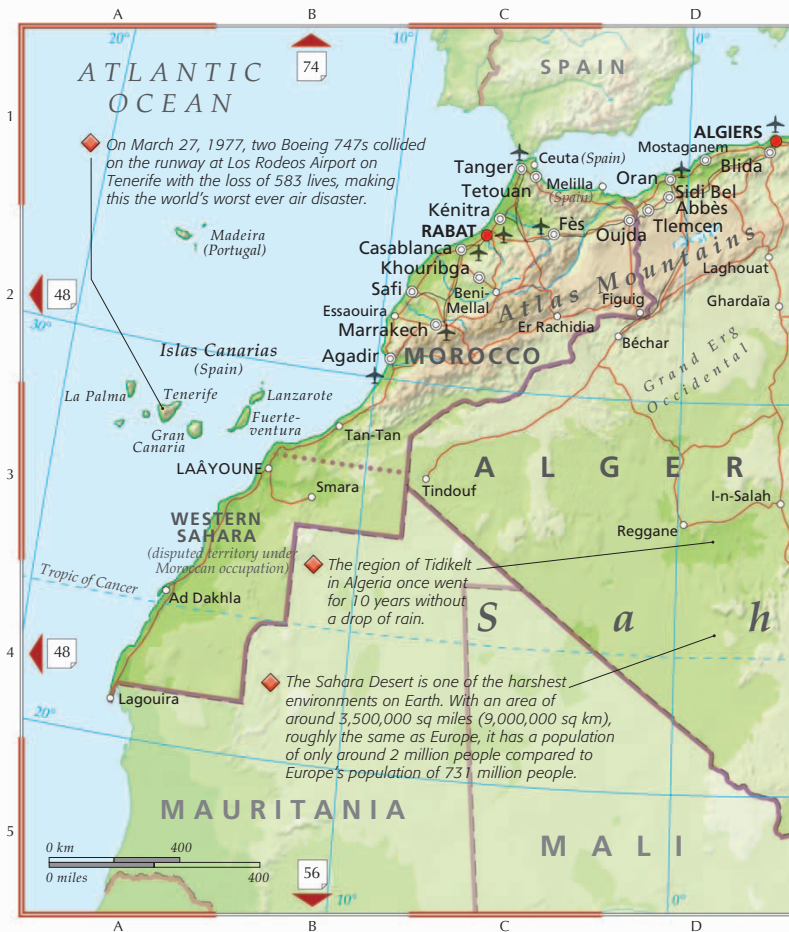 A
B
C
D
20°
10°
0°
74
ATLANTIC
OCEAN
SPAIN
1
On March 27, 1977, two Boeing 747s collided
on the runway at Los Rodeos Airport on
Tenerife with the loss of 583 lives, making
this the world's worst ever air disaster.
ALGIERS
Mostaganem
Blida
Tanger
Ceuta (Spain)
Tetouan
Melilla
(Spain)
Oran
Sidi Bel
Abbès
Tlemcen
Kénitra
RABAT
Fès
Oujda
Casablanca
Khouribga
Madeira
(Portugal)
2
48
Safi
Beni-
Mellal
Atlas Mountains
Laghouat
Essaouira
Marrakech
Er Rachidia
Figuig
Ghardaïa
30°
Béchar
Agadir
MOROCCO
Grand Erg
Occidental
Islas Canarias
(Spain)
La Palma
Tenerife
Lanzarote
Gran
Canaria
Fuerte-
ventura
Tan-Tan
3
LAÂYOUNE
ALGER
Smara
Tindouf
I-n-Salah
Reggane
WESTERN
SAHARA
(disputed territory under
Moroccan occupation)
The region of Tidikelt
in Algeria once went
for 10 years without
a drop of rain.
Tropic of Cancer
Ad Dakhla
Sah
4
48
The Sahara Desert is one of the harshest
environments on Earth. With an area of
around 3,500,000 sq miles (9,000,000 sq km),
roughly the same as Europe, it has a population
of only around 2 million people compared to
Europe's population of 731 million people.
Lagouira
20°
MAURITANIA
MALI
5
0 km
400
0 miles
400
56
10°
0°
A
B
C
D